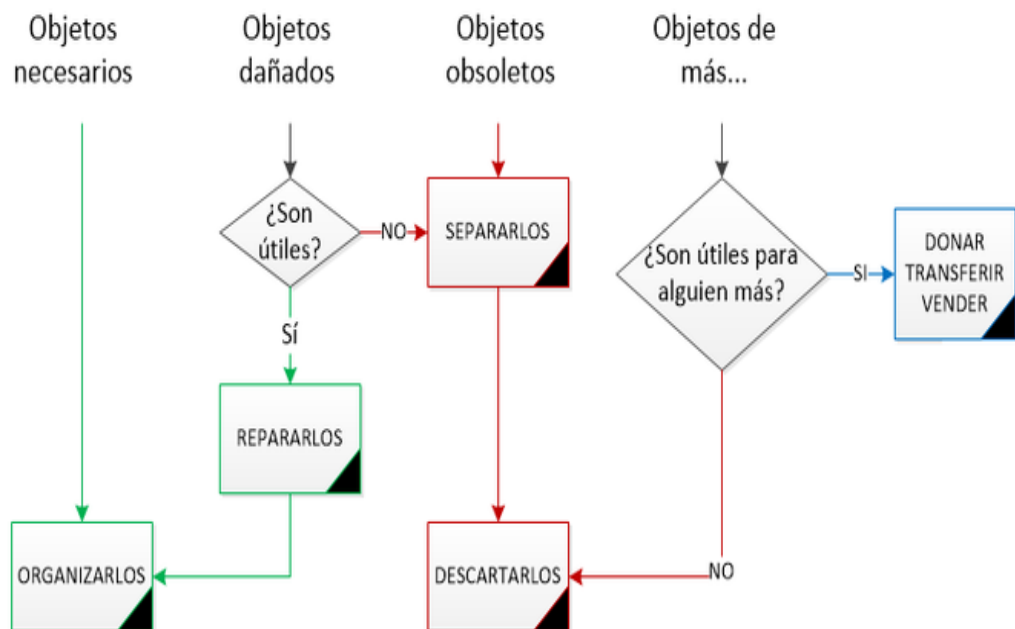 Objetos
necesarios
Objetos
dañados
Objetos
obsoletos
Objetos de
más...
¿Son
útiles?
NO
SEPARARLOS
¿Son útiles para
alguien más?
SI
DONAR
TRANSFERIR
VENDER
Sí
REPARARLOS
ORGANIZARLOS
DESCARTARLOS
NO